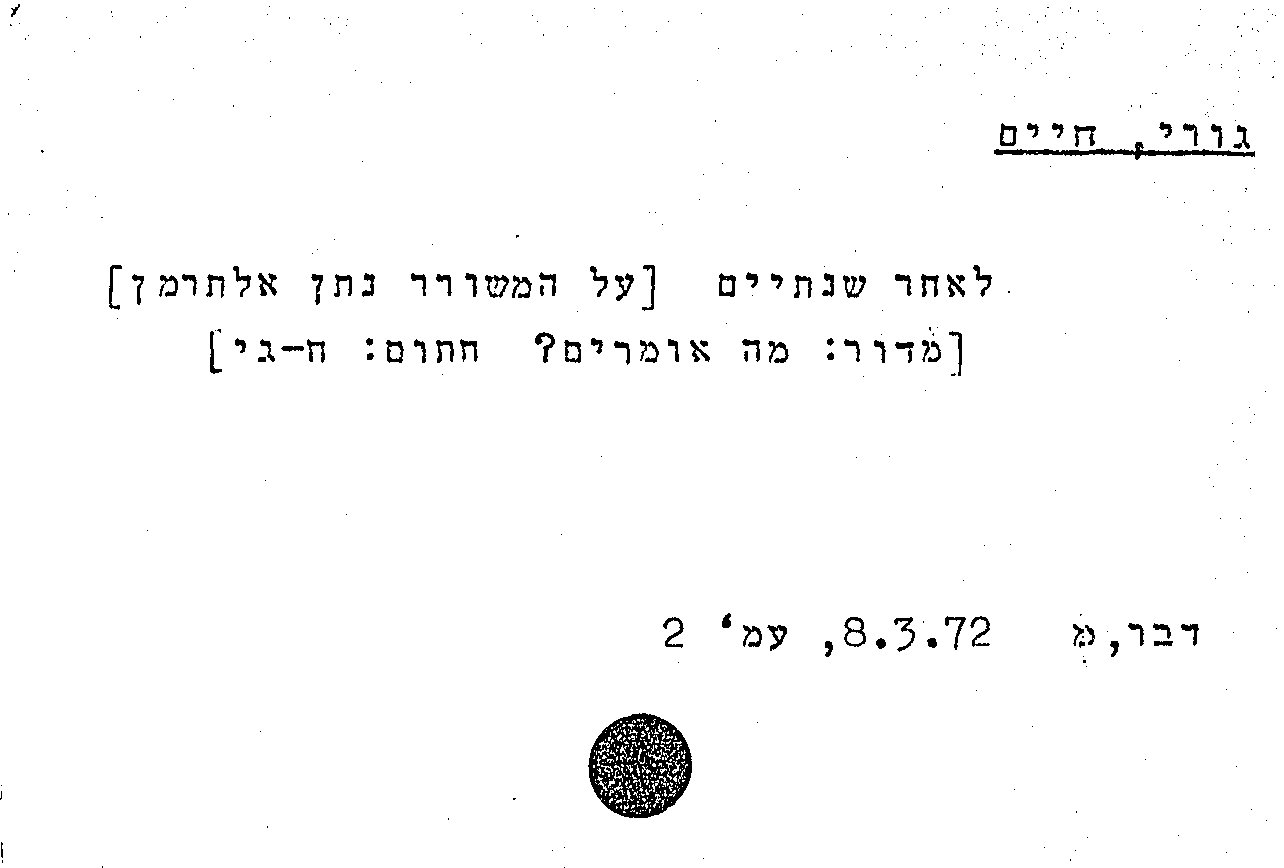 גורי, חיים
לאחר שנתיים [על המשורר נתן אלתרמן]
[מדור: מה אומרים? חתום: ח-גי]
דבר, מ 8.3.72, עמ' 2